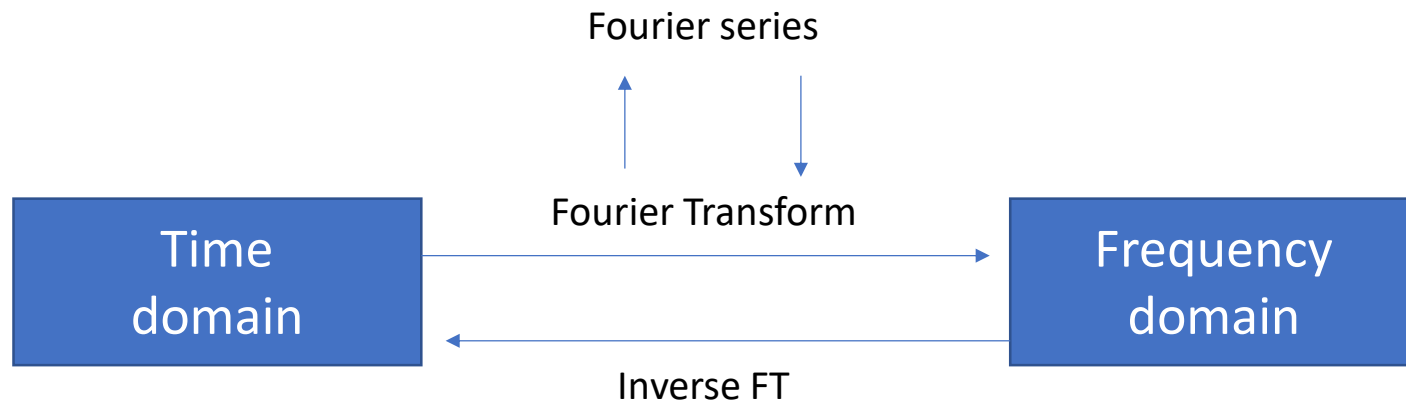 Fourier series
Fourier Transform
Time
domain
Frequency
domain
Inverse FT